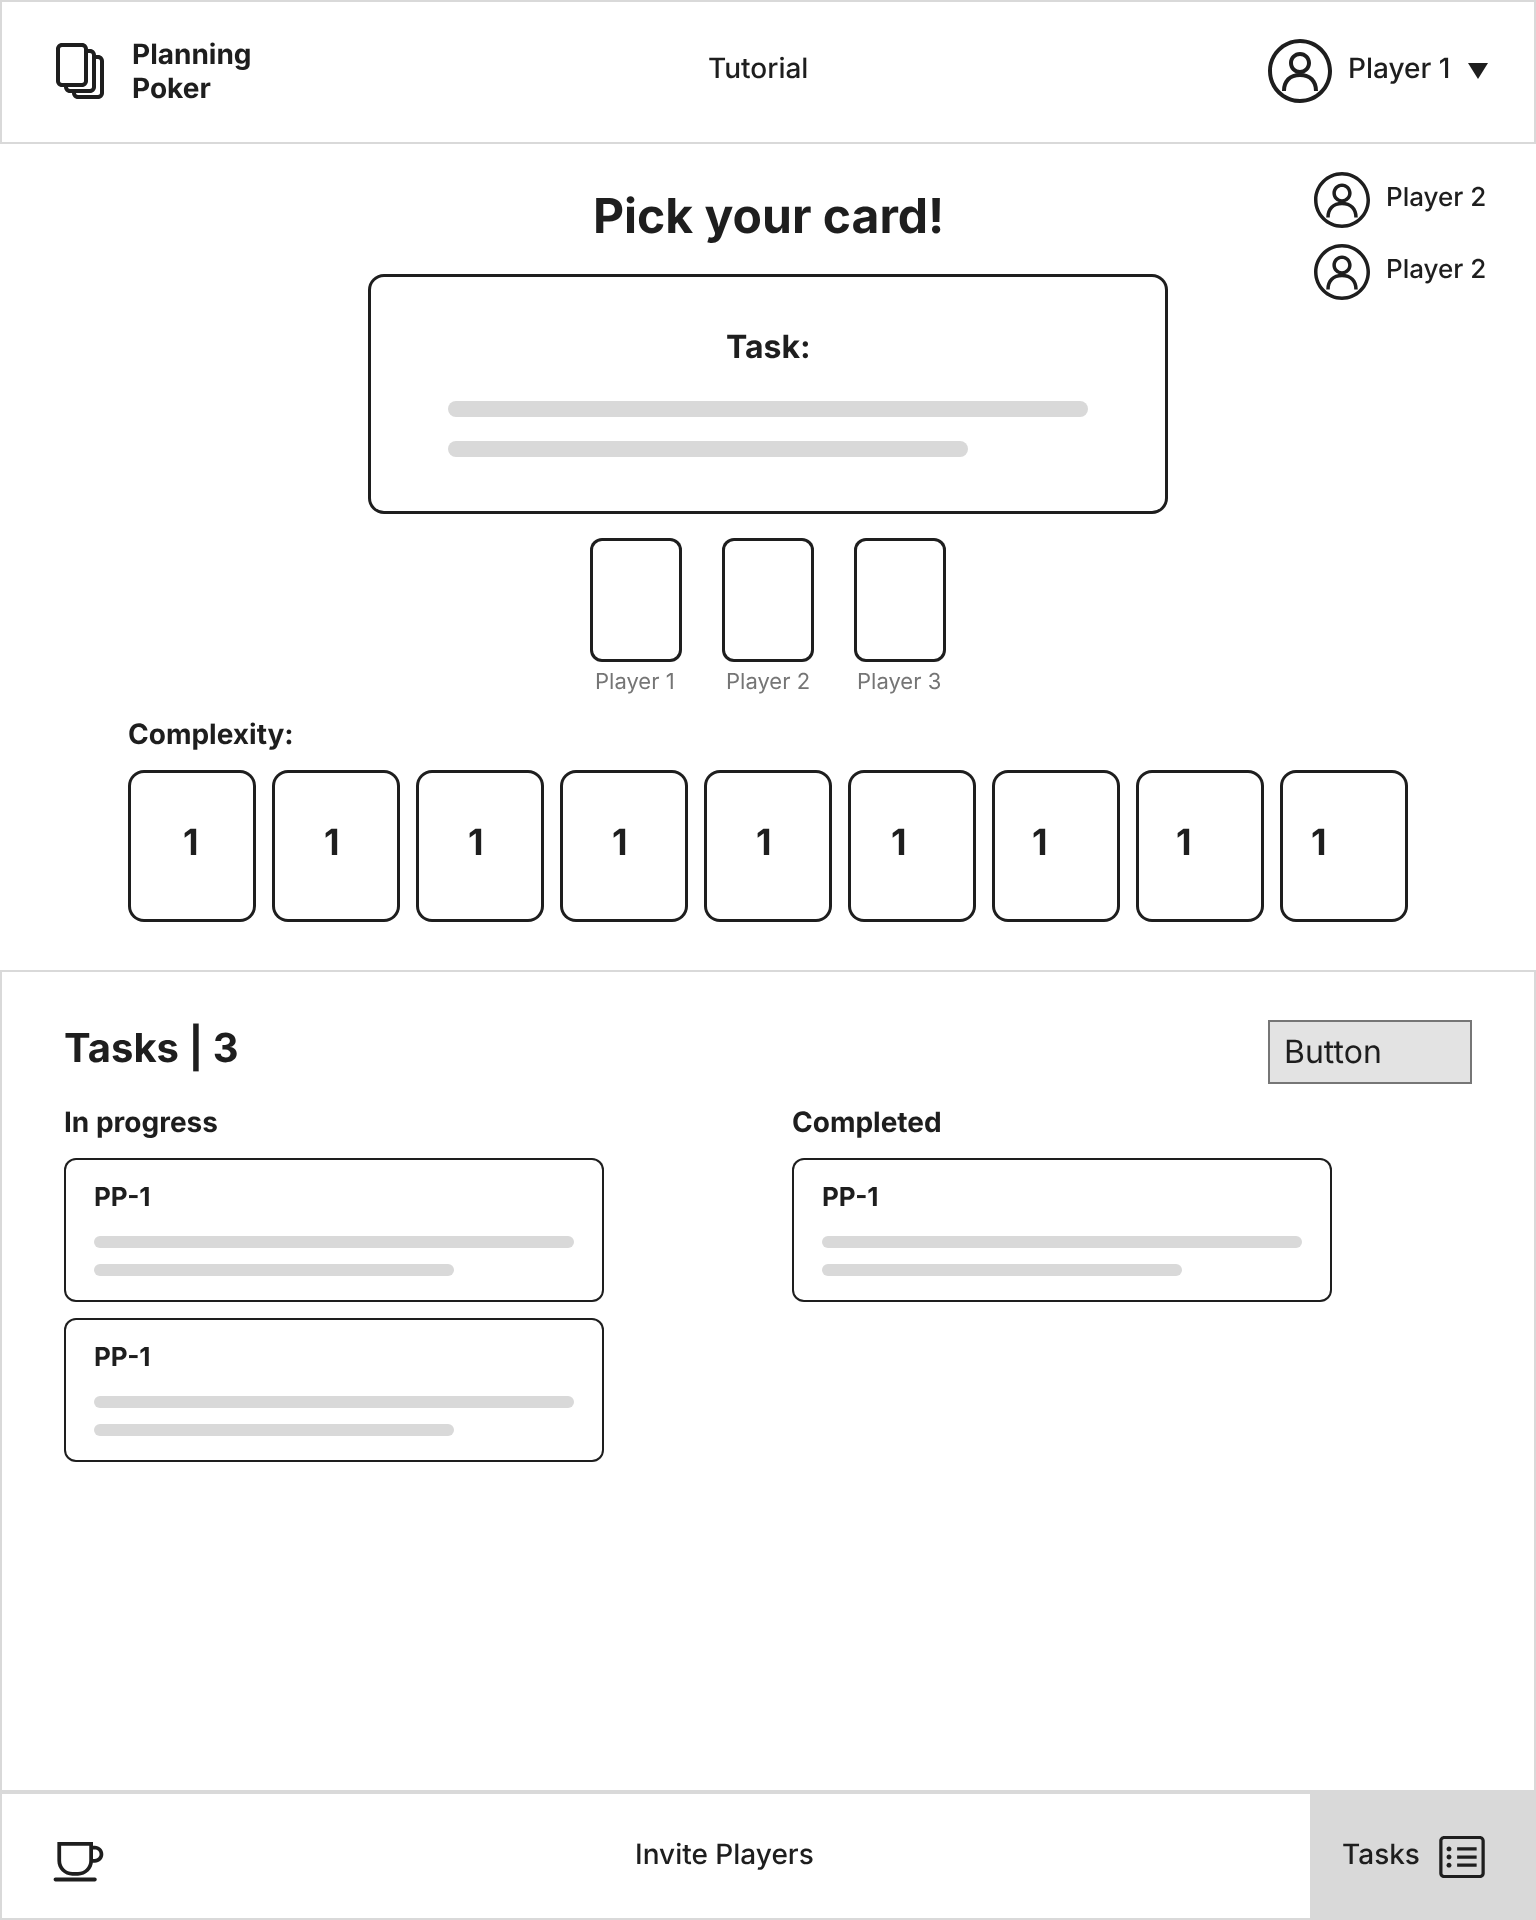 Planning
Poker
Tutorial
Player 1
Player 2
Player 2
Pick your card!
Task:
Player 1
Player 2
Player 3
Complexity:
1 1 1 1 1 1 1 1 1
Tasks | 3
Button
In progress
Completed
PP-1
PP-1
PP-1
Invite Players
Tasks